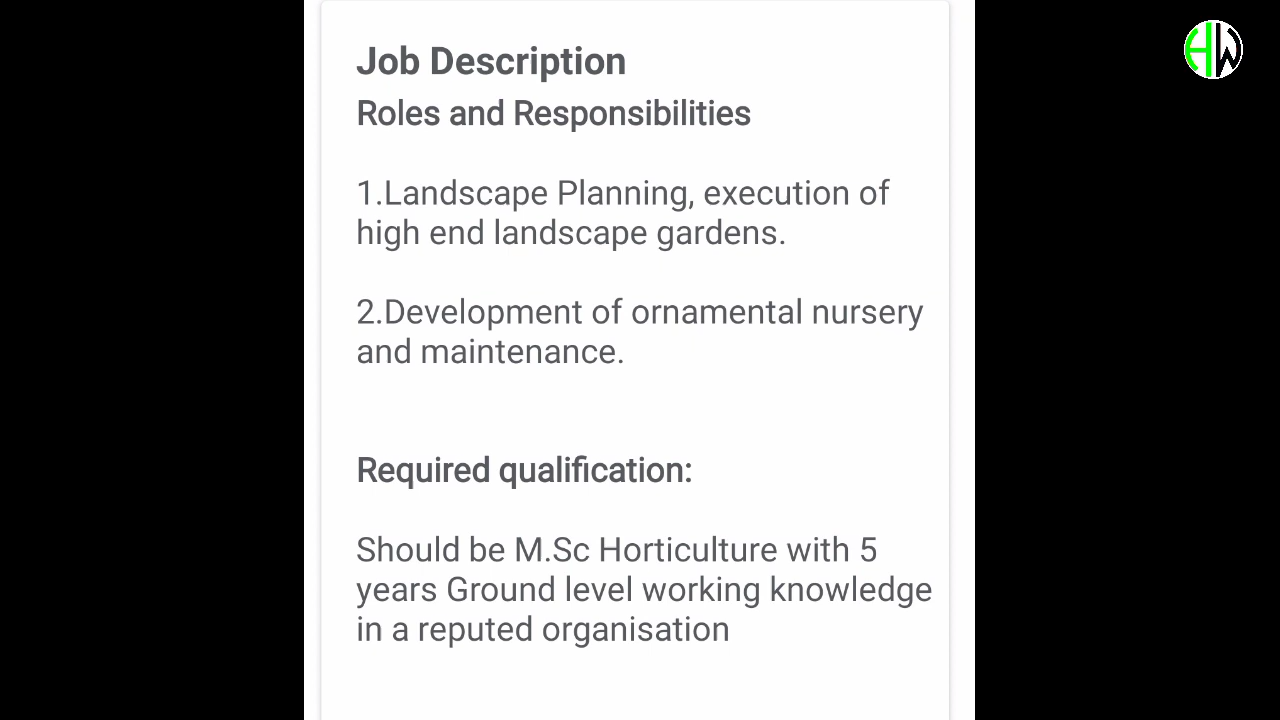 Job Description
Roles and Responsibilities
1.Landscape Planning, execution of
high end landscape gardens.
2.Development of ornamental nursery
and maintenance.
Required qualification:
Should be M.Sc Horticulture with 5
years Ground level working knowledge
in a reputed organisation
HW